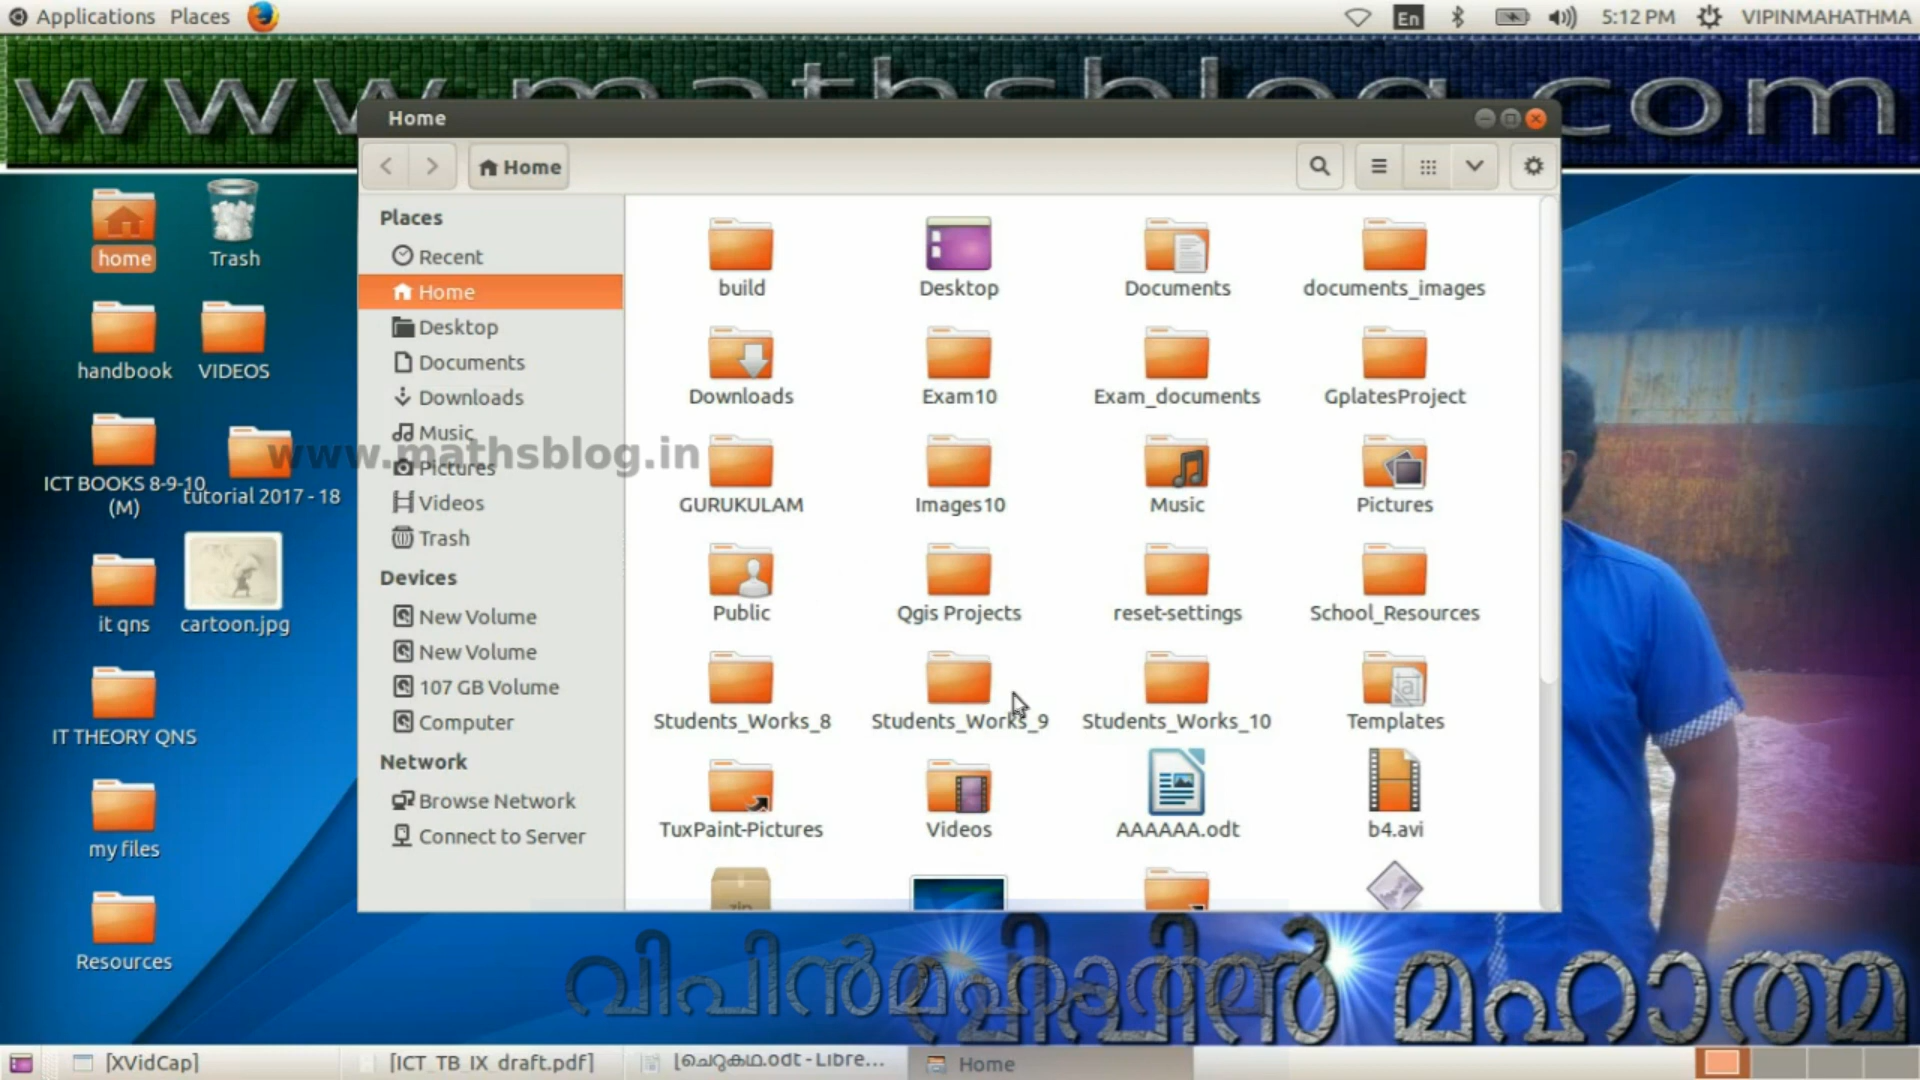 Applications Places En 5:12 PM VIPINMAHATHMA
www.mathsblog.com
Home
Home
Places
Recent
Home
Desktop
Documents
Downloads
Music
Pictures
Videos
Trash
Devices
New Volume
New Volume
107 GB Volume
Computer
Network
Browse Network
Connect to Server
home Trash
handbook VIDEOS
ICT BOOKS 8-9-10
(M)
tutorial 2017 - 18
it qns cartoon.jpg
IT THEORY QNS
my files
Resources
www.mathsblog.in
build Desktop Documents documents_images
Downloads Exam10 Exam_documents GplatesProject
GURUKULAM Images10 Music Pictures
Public Qgis Projects reset-settings School_Resources
Students_Works_8 Students_Works_9 Students_Works_10 Templates
TuxPaint-Pictures Videos AAAAAA.odt b4.avi
zip
വിപിൻമഹാത്മ
വിപിൻ മഹാത്മ
[XVidCap] [ICT_TB_IX_draft.pdf] [ചെറുകഥ.odt - Libre... Home